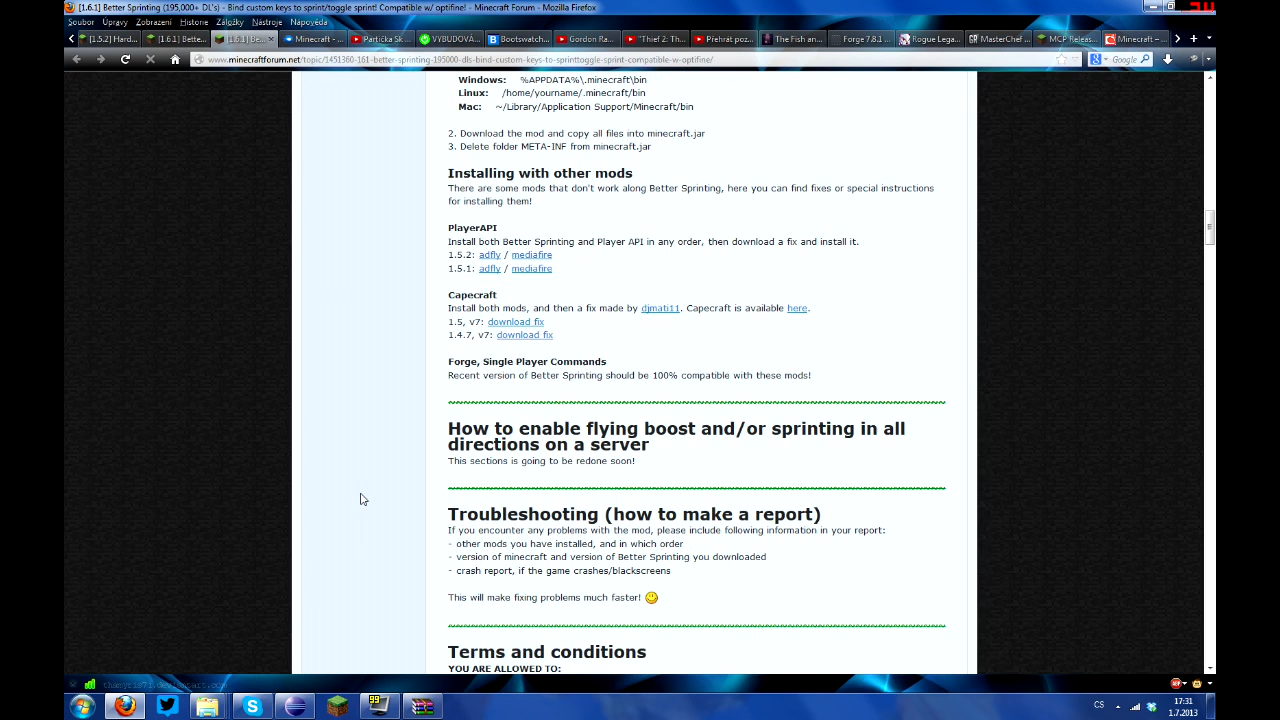 [1.6.1] Better Sprinting (195,000+ DL's) - Bind custom keys to sprint/toggle sprint! Compatible w/ optifine! - Minecraft Forum - Mozilla Firefox
Soubor Úpravy Zobrazení Historie Záložky Nástroje Nápověda
[1.5.2] Hard... [1.6.1] Bette... [1.6.1] Be... Minecraft - ... Partička Sk... VYBUDOVÁ... Bootswatch... Gordon Ra... "Thief 2: Th... Přehrát poz... The Fish an... Forge 7.8.1 ... Rogue Lega... MasterChef ... MCP Releas... Minecraft – ...
www.minecraftforum.net/topic/1451360-161-better-sprinting-195000-dls-bind-custom-keys-to-sprinttoggle-sprint-compatible-w-optifine/
Google
Windows: %APPDATA%\.minecraft\bin
Linux: /home/yourname/.minecraft/bin
Mac: ~/Library/Application Support/Minecraft/bin
2. Download the mod and copy all files into minecraft.jar
3. Delete folder META-INF from minecraft.jar
Installing with other mods
There are some mods that don't work along Better Sprinting, here you can find fixes or special instructions
for installing them!
PlayerAPI
Install both Better Sprinting and Player API in any order, then download a fix and install it.
1.5.2: adfly / mediafire
1.5.1: adfly / mediafire
Capecraft
Install both mods, and then a fix made by djmati11. Capecraft is available here.
1.5, v7: download fix
1.4.7, v7: download fix
Forge, Single Player Commands
Recent version of Better Sprinting should be 100% compatible with these mods!
How to enable flying boost and/or sprinting in all
directions on a server
This sections is going to be redone soon!
Troubleshooting (how to make a report)
If you encounter any problems with the mod, please include following information in your report:
- other mods you have installed, and in which order
- version of minecraft and version of Better Sprinting you downloaded
- crash report, if the game crashes/blackscreens
This will make fixing problems much faster!
Terms and conditions
YOU ARE ALLOWED TO:
99
CS
17:31
1.7.2013